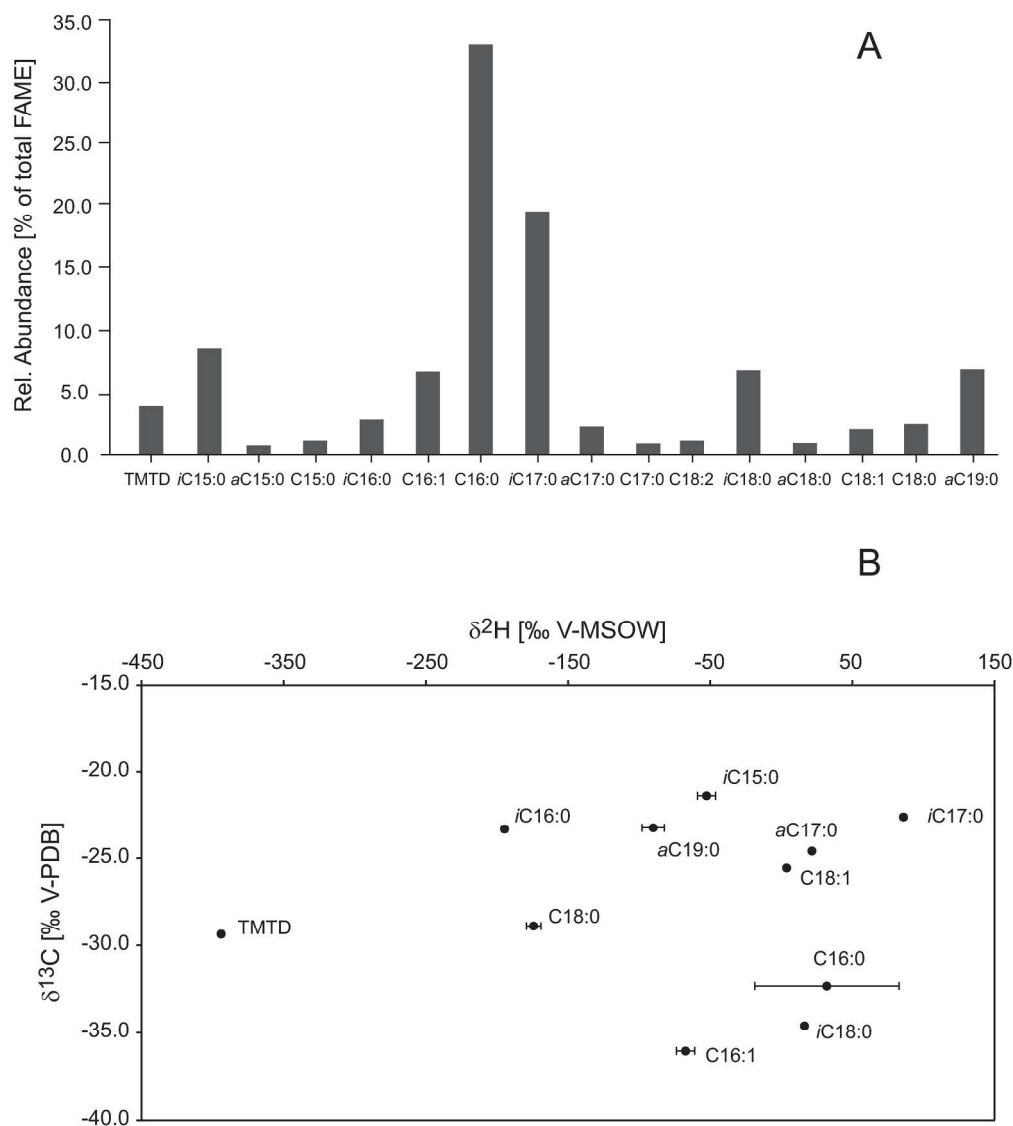 A
Rel. Abundance [% of total FAME]
35.0
30.0
25.0
20.0
15.0
10.0
5.0
0.0
TMTD iC15:0 aC15:0 C15:0 iC16:0 C16:1 C16:0 iC17:0 aC17:0 C17:0 C18:2 iC18:0 aC18:0 C18:1 C18:0 aC19:0
B
δ2H [‰ V-MSOW]
-450 -350 -250 -150 -50 50 150
δ13C [‰ V-PDB]
-15.0
-20.0
-25.0
-30.0
-35.0
-40.0
iC15:0
iC16:0
iC17:0
aC17:0
aC19:0
C18:1
C18:0
TMTD
C16:0
iC18:0
C16:1